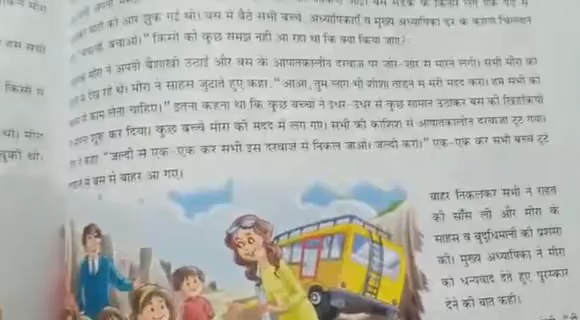 की ओर झुक गई थी। बस में बैठे सभी बच्चे, अध्यापिकाएँ व मुख्य अध्यापिका डर के कारण चिल्लाने
बचाओ।” किसी को कुछ समझ नहीं आ रहा था कि क्या किया जाए?
मीरा ने अपनी बैसाखी उठाई और बस के आपातकालीन दरवाज़े पर ज़ोर-ज़ोर से मारने लगी। सभी मीरा को
देख रहे थे। मीरा ने साहस जुटाते हुए कहा, “आओ, तुम लोग भी शीशा तोड़ने में मेरी मदद करो। हम सभी को
से काम लेना चाहिए।” इतना कहना था कि कुछ बच्चों ने इधर-उधर से कुछ सामान उठाकर बस की खिड़कियों
शुरू कर दिया। कुछ बच्चे मीरा की मदद में लग गए। सभी की कोशिश से आपातकालीन दरवाज़ा टूट गया।
कहा “जल्दी से एक-एक कर सभी इस दरवाज़े से निकल जाओ। जल्दी करो।” एक-एक कर सभी बच्चे टूटे
से बस से बाहर आ गए।
बाहर निकलकर सभी ने राहत
की साँस ली और मीरा के
साहस व बुद्धिमानी की प्रशंसा
की। मुख्य अध्यापिका ने मीरा
को धन्यवाद देते हुए पुरस्कार
देने की बात कही।